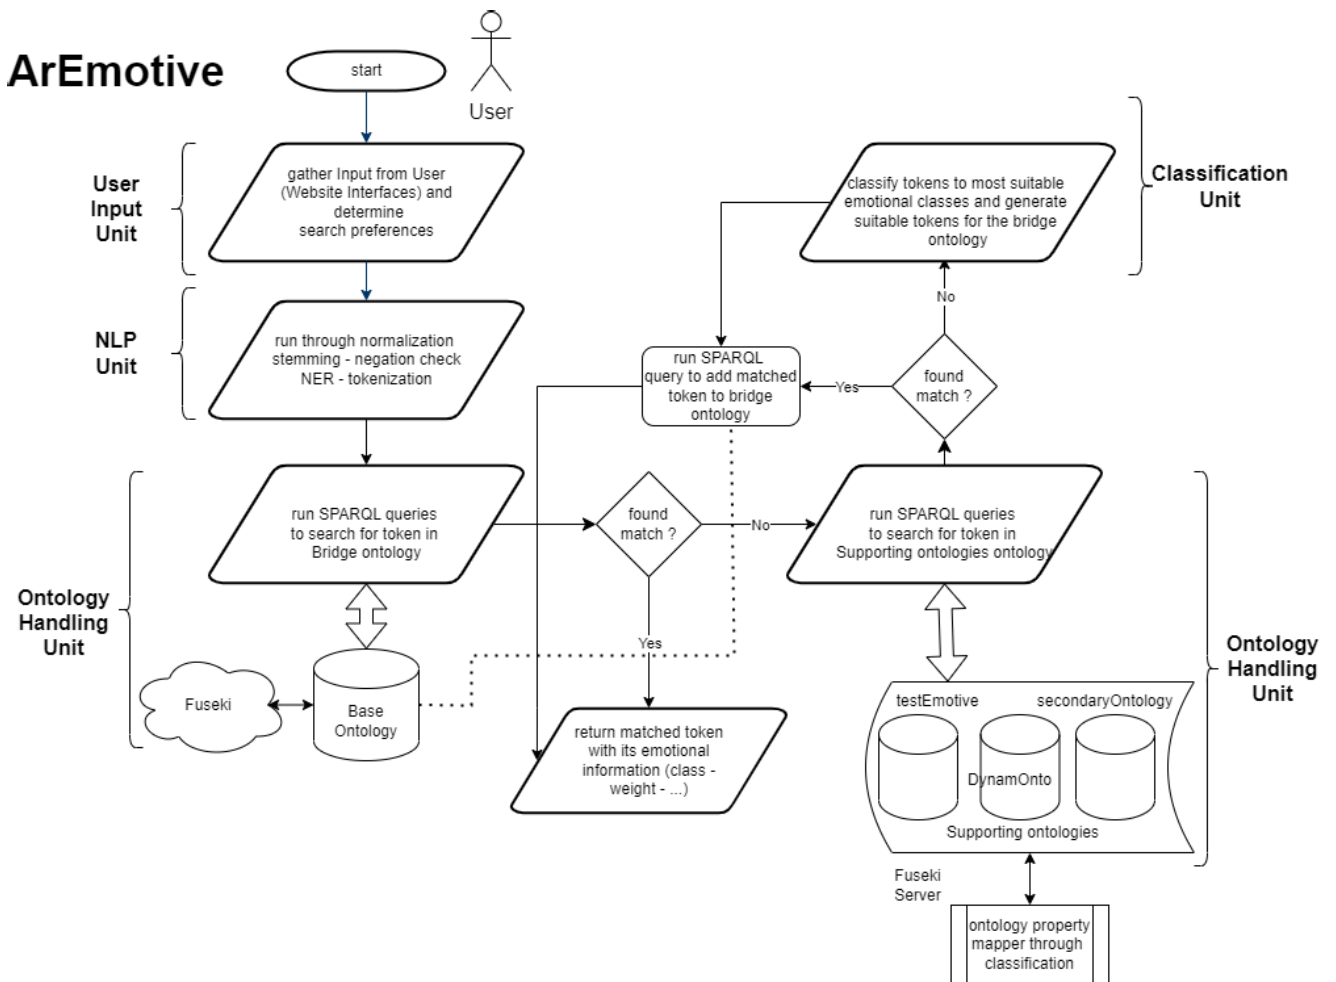 ArEmotive
start
User
User
Input
Unit
gather Input from User
(Website Interfaces) and
determine
search preferences
NLP
Unit
run through normalization
stemming - negation check
NER - tokenization
Classification
Unit
classify tokens to most suitable
emotional classes and generate
suitable tokens for the bridge
ontology
No
found
match ?
Yes
run SPARQL
query to add matched
token to bridge
ontology
Ontology
Handling
Unit
run SPARQL queries
to search for token in
Bridge ontology
found
match ?
No
run SPARQL queries
to search for token in
Supporting ontologies ontology
Yes
Fuseki
Base
Ontology
return matched token
with its emotional
information (class -
weight - ...)
Ontology
Handling
Unit
testEmotive
secondaryOntology
DynamOnto
Supporting ontologies
Fuseki
Server
ontology property
mapper through
classification